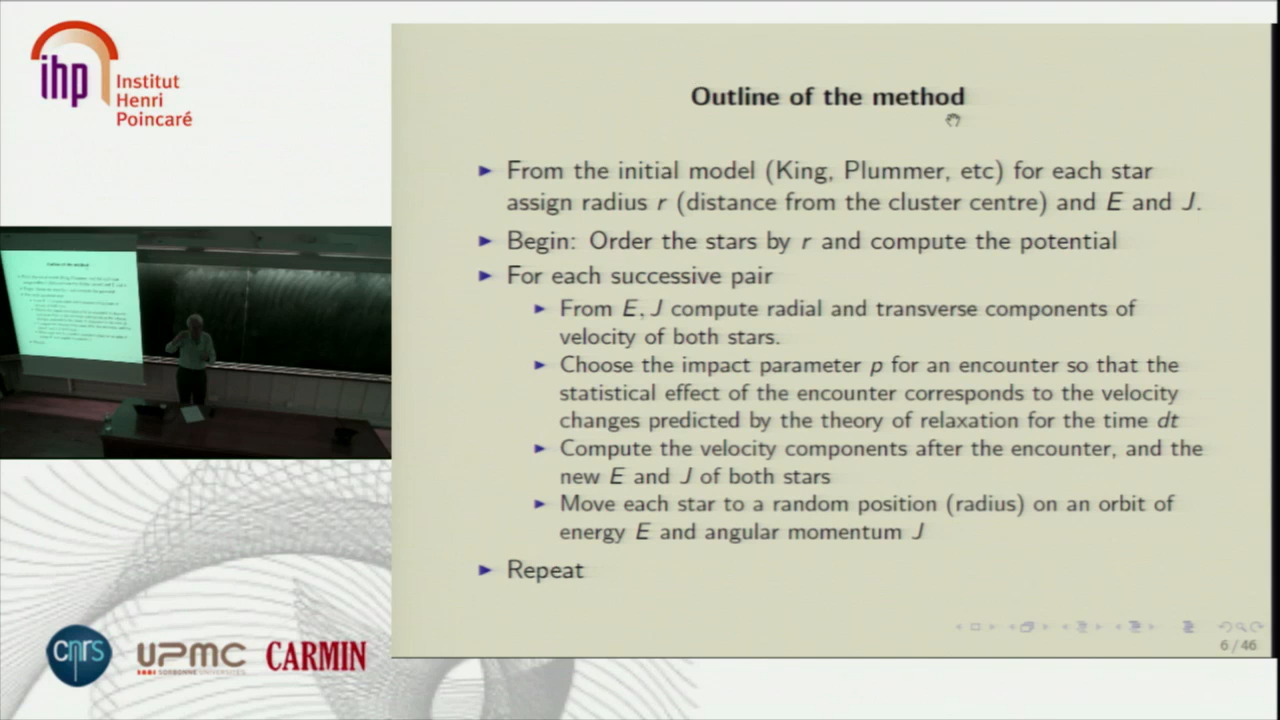 ihp
Institut
Henri
Poincaré
Outline of the method
► From the initial model (King, Plummer, etc) for each star
assign radius r (distance from the cluster centre) and E and J.
► Begin: Order the stars by r and compute the potential
► For each successive pair
► From E, J compute radial and transverse components of
velocity of both stars.
► Choose the impact parameter p for an encounter so that the
statistical effect of the encounter corresponds to the velocity
changes predicted by the theory of relaxation for the time dt
► Compute the velocity components after the encounter, and the
new E and J of both stars
► Move each star to a random position (radius) on an orbit of
energy E and angular momentum J
► Repeat
6 / 46
cnrs
UPMC
SORBONNE UNIVERSITÉS
CARMIN